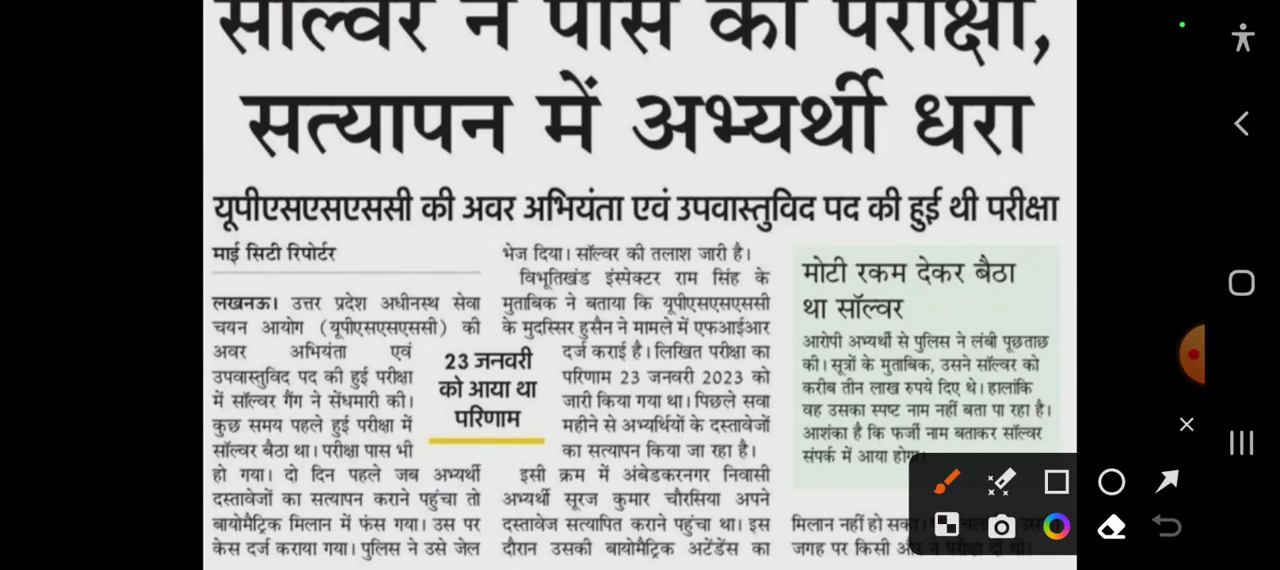 सॉल्वर ने पास की परीक्षा,
सत्यापन में अभ्यर्थी धरा
यूपीएसएसएससी की अवर अभियंता एवं उपवास्तुविद पद की हुई थी परीक्षा
माई सिटी रिपोर्टर
लखनऊ। उत्तर प्रदेश अधीनस्थ सेवा
चयन आयोग (यूपीएसएसएससी) की
अवर अभियंता एवं
उपवास्तुविद पद की हुई परीक्षा
में सॉल्वर गैंग ने सेंधमारी की।
कुछ समय पहले हुई परीक्षा में
सॉल्वर बैठा था। परीक्षा पास भी
हो गया। दो दिन पहले जब अभ्यर्थी
दस्तावेजों का सत्यापन कराने पहुंचा तो
बायोमैट्रिक मिलान में फंस गया। उस पर
केस दर्ज कराया गया। पुलिस ने उसे जेल
23 जनवरी
को आया था
परिणाम
भेज दिया। सॉल्वर की तलाश जारी है।
विभूतिखंड इंस्पेक्टर राम सिंह के
मुताबिक ने बताया कि यूपीएसएसएससी
के मुदस्सिर हुसैन ने मामले में एफआईआर
दर्ज कराई है। लिखित परीक्षा का
परिणाम 23 जनवरी 2023 को
जारी किया गया था। पिछले सवा
महीने से अभ्यर्थियों के दस्तावेजों
का सत्यापन किया जा रहा है।
इसी क्रम में अंबेडकरनगर निवासी
अभ्यर्थी सूरज कुमार चौरसिया अपने
दस्तावेज सत्यापित कराने पहुंचा था। इस
दौरान उसकी बायोमैट्रिक अटेंडेंस का
मोटी रकम देकर बैठा
था सॉल्वर
आरोपी अभ्यर्थी से पुलिस ने लंबी पूछताछ
की। सूत्रों के मुताबिक, उसने सॉल्वर को
करीब तीन लाख रुपये दिए थे। हालांकि
वह उसका स्पष्ट नाम नहीं बता पा रहा है।
आशंका है कि फर्जी नाम बताकर सॉल्वर
संपर्क में आया होगा।
मिलान नहीं हो सका।
जगह पर किसी और ने परीक्षा दी थी।